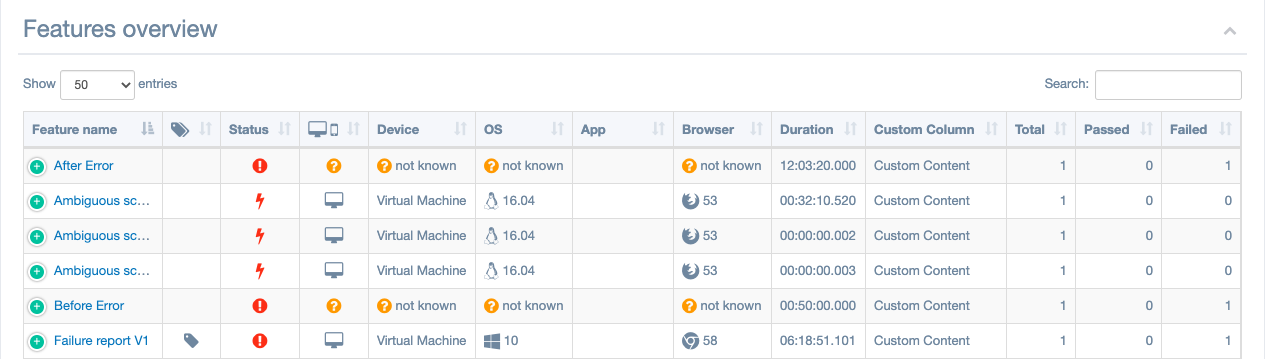 Features overview
Show 50 entries Search:
Feature name Status Device OS App Browser Duration Custom Column Total Passed Failed
After Error not known not known not known 12:03:20.000 Custom Content 1 0 1
Ambiguous sc... Virtual Machine 16.04 53 00:32:10.520 Custom Content 1 0 0
Ambiguous sc... Virtual Machine 16.04 53 00:00:00.002 Custom Content 1 0 0
Ambiguous sc... Virtual Machine 16.04 53 00:00:00.003 Custom Content 1 0 0
Before Error not known not known not known 00:50:00.000 Custom Content 1 0 1
Failure report V1 Virtual Machine 10 58 06:18:51.101 Custom Content 1 0 1